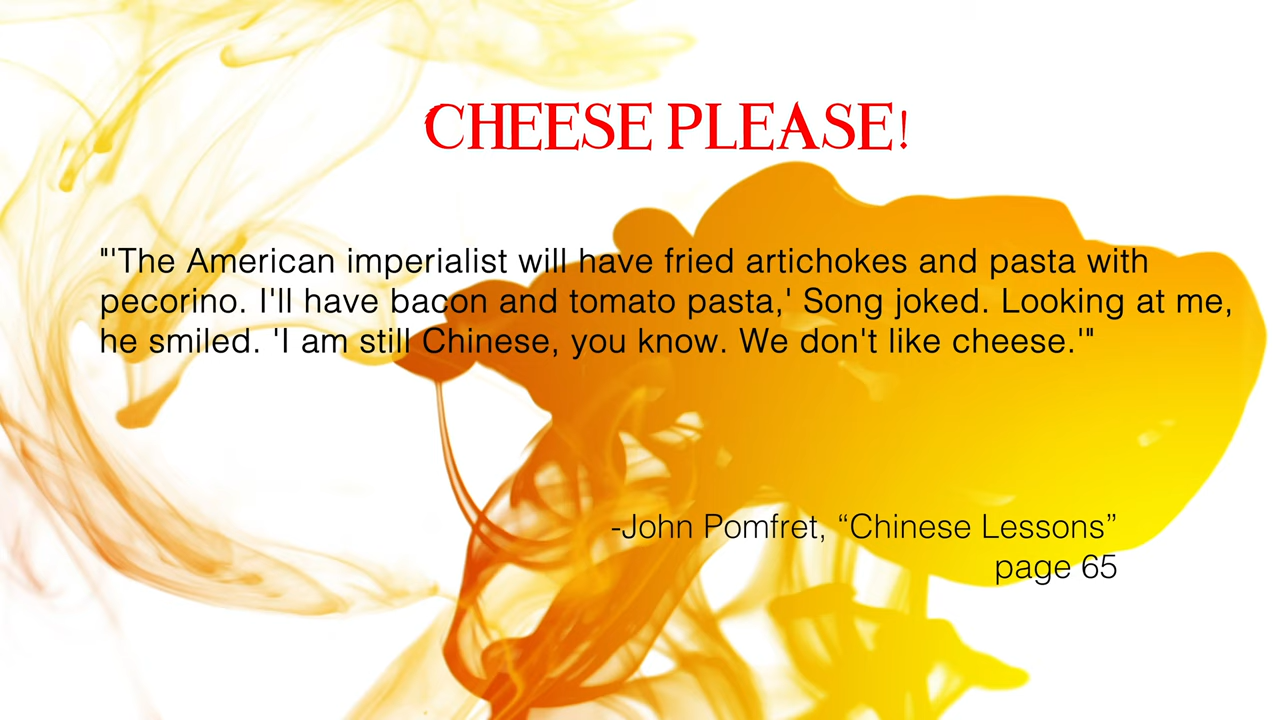 CHEESE PLEASE!
"'The American imperialist will have fried artichokes and pasta with
pecorino. I'll have bacon and tomato pasta,' Song joked. Looking at me,
he smiled. 'I am still Chinese, you know. We don't like cheese.'"
-John Pomfret, “Chinese Lessons”
page 65